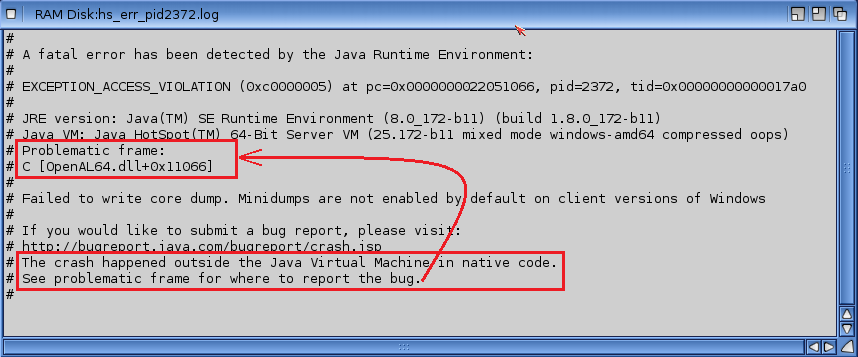 RAM Disk:hs_err_pid2372.log
#
# A fatal error has been detected by the Java Runtime Environment:
#
# EXCEPTION_ACCESS_VIOLATION (0xc0000005) at pc=0x0000000022051066, pid=2372, tid=0x00000000000017a0
#
# JRE version: Java(TM) SE Runtime Environment (8.0_172-b11) (build 1.8.0_172-b11)
# Java VM: Java HotSpot(TM) 64-Bit Server VM (25.172-b11 mixed mode windows-amd64 compressed oops)
# Problematic frame:
# C [OpenAL64.dll+0x11066]
#
# Failed to write core dump. Minidumps are not enabled by default on client versions of Windows
#
# If you would like to submit a bug report, please visit:
# http://bugreport.java.com/bugreport/crash.jsp
# The crash happened outside the Java Virtual Machine in native code.
# See problematic frame for where to report the bug.
#